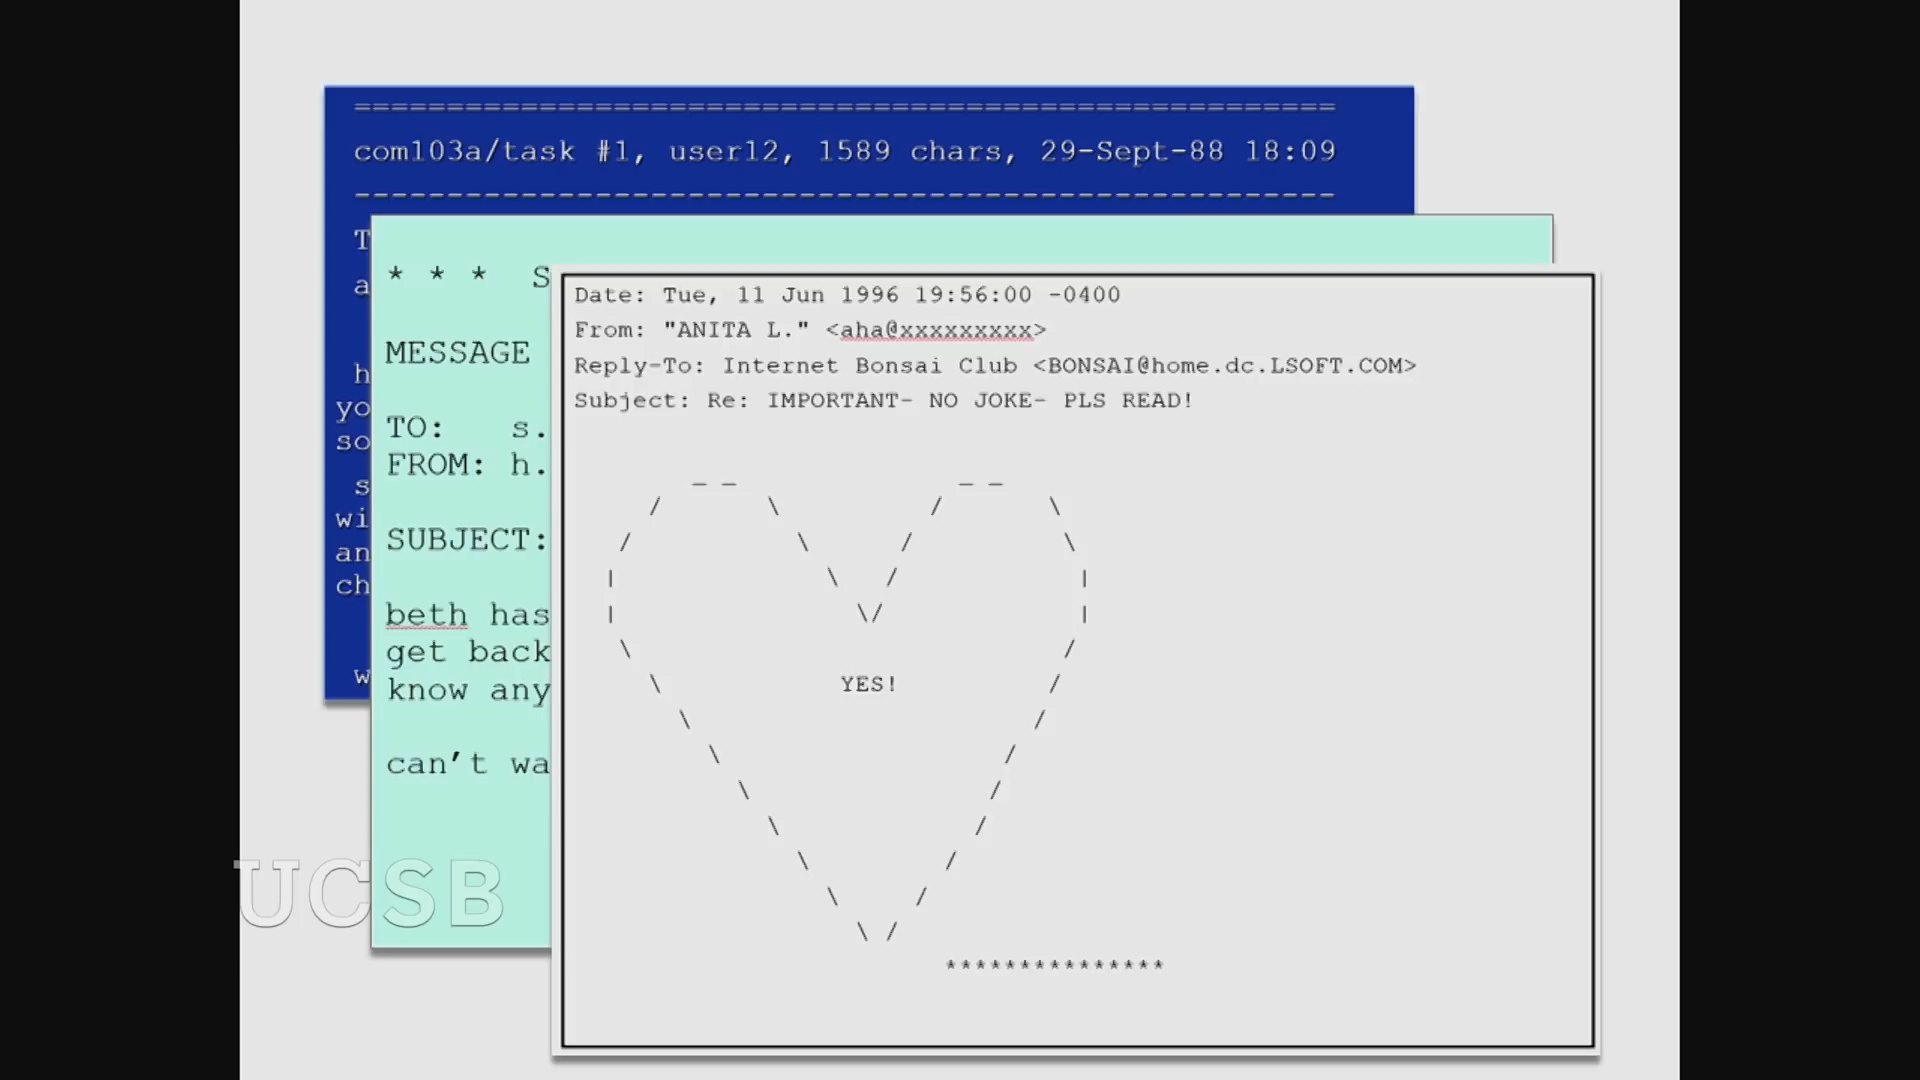 =====================================================
com103a/task #1, user12, 1589 chars, 29-Sept-88 18:09
-----------------------------------------------------
T
a
h
yo
so
s
wi
an
ch
w
* * * S
MESSAGE
TO: s.
FROM: h.
SUBJECT:
beth has
get back
know any
can’t wa
Date: Tue, 11 Jun 1996 19:56:00 -0400
From: "ANITA L." <aha@xxxxxxxxx>
Reply-To: Internet Bonsai Club <BONSAI@home.dc.LSOFT.COM>
Subject: Re: IMPORTANT- NO JOKE- PLS READ!
YES!
***************
UCSB